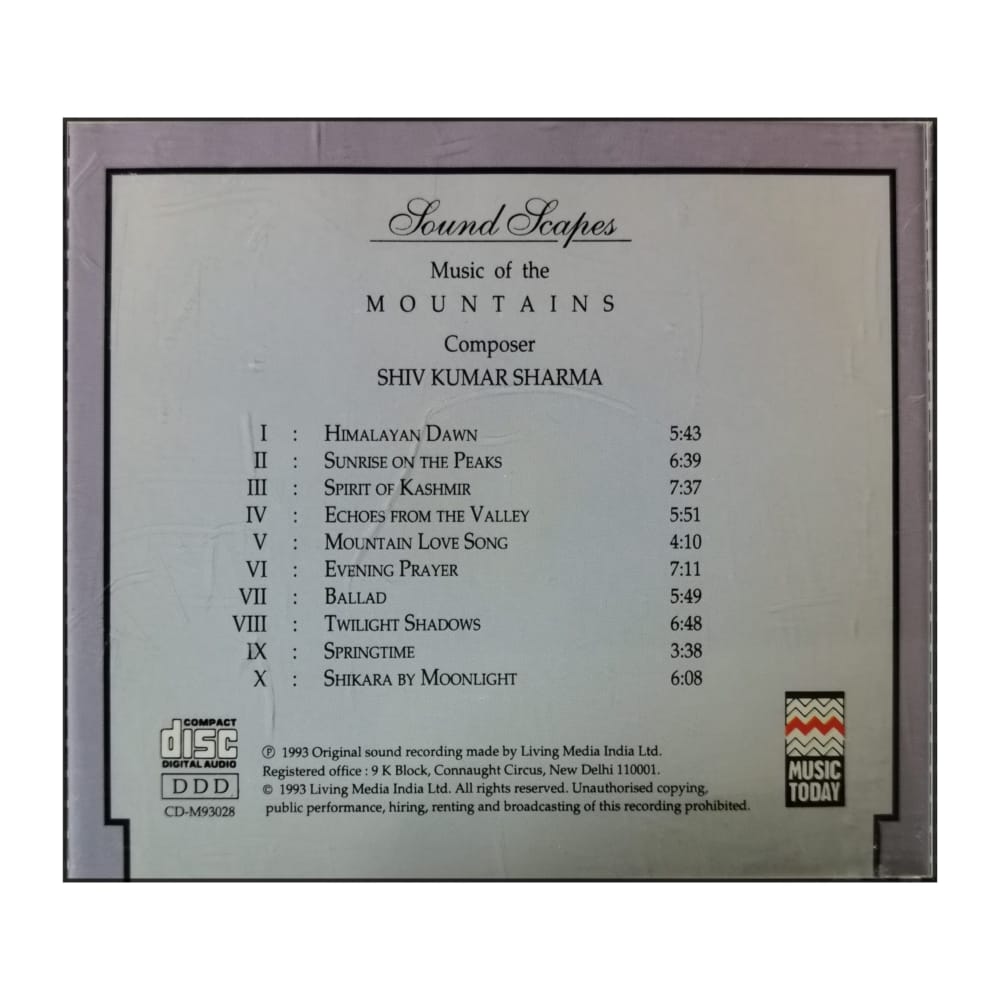 Sound Scapes
Music of the
MOUNTAINS
Composer
SHIV KUMAR SHARMA
I : HIMALAYAN DAWN 5:43
II : SUNRISE ON THE PEAKS 6:39
III : SPIRIT OF KASHMIR 7:37
IV : ECHOES FROM THE VALLEY 5:51
V : MOUNTAIN LOVE SONG 4:10
VI : EVENING PRAYER 7:11
VII : BALLAD 5:49
VIII : TWILIGHT SHADOWS 6:48
IX : SPRINGTIME 3:38
X : SHIKARA BY MOONLIGHT 6:08
COMPACT
disc
DIGITAL AUDIO
DDD
CD-M93028
℗ 1993 Original sound recording made by Living Media India Ltd.
Registered office : 9 K Block, Connaught Circus, New Delhi 110001.
© 1993 Living Media India Ltd. All rights reserved. Unauthorised copying,
public performance, hiring, renting and broadcasting of this recording prohibited.
MUSIC
TODAY